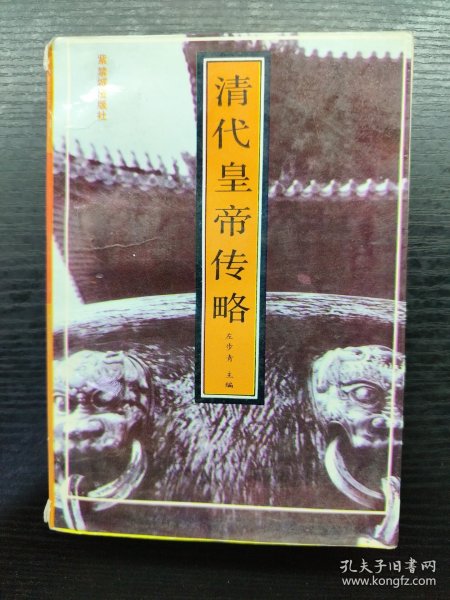 紫禁城出版社
清代皇帝传略
左步青 主编
孔夫子旧书网
www.kongfz.com